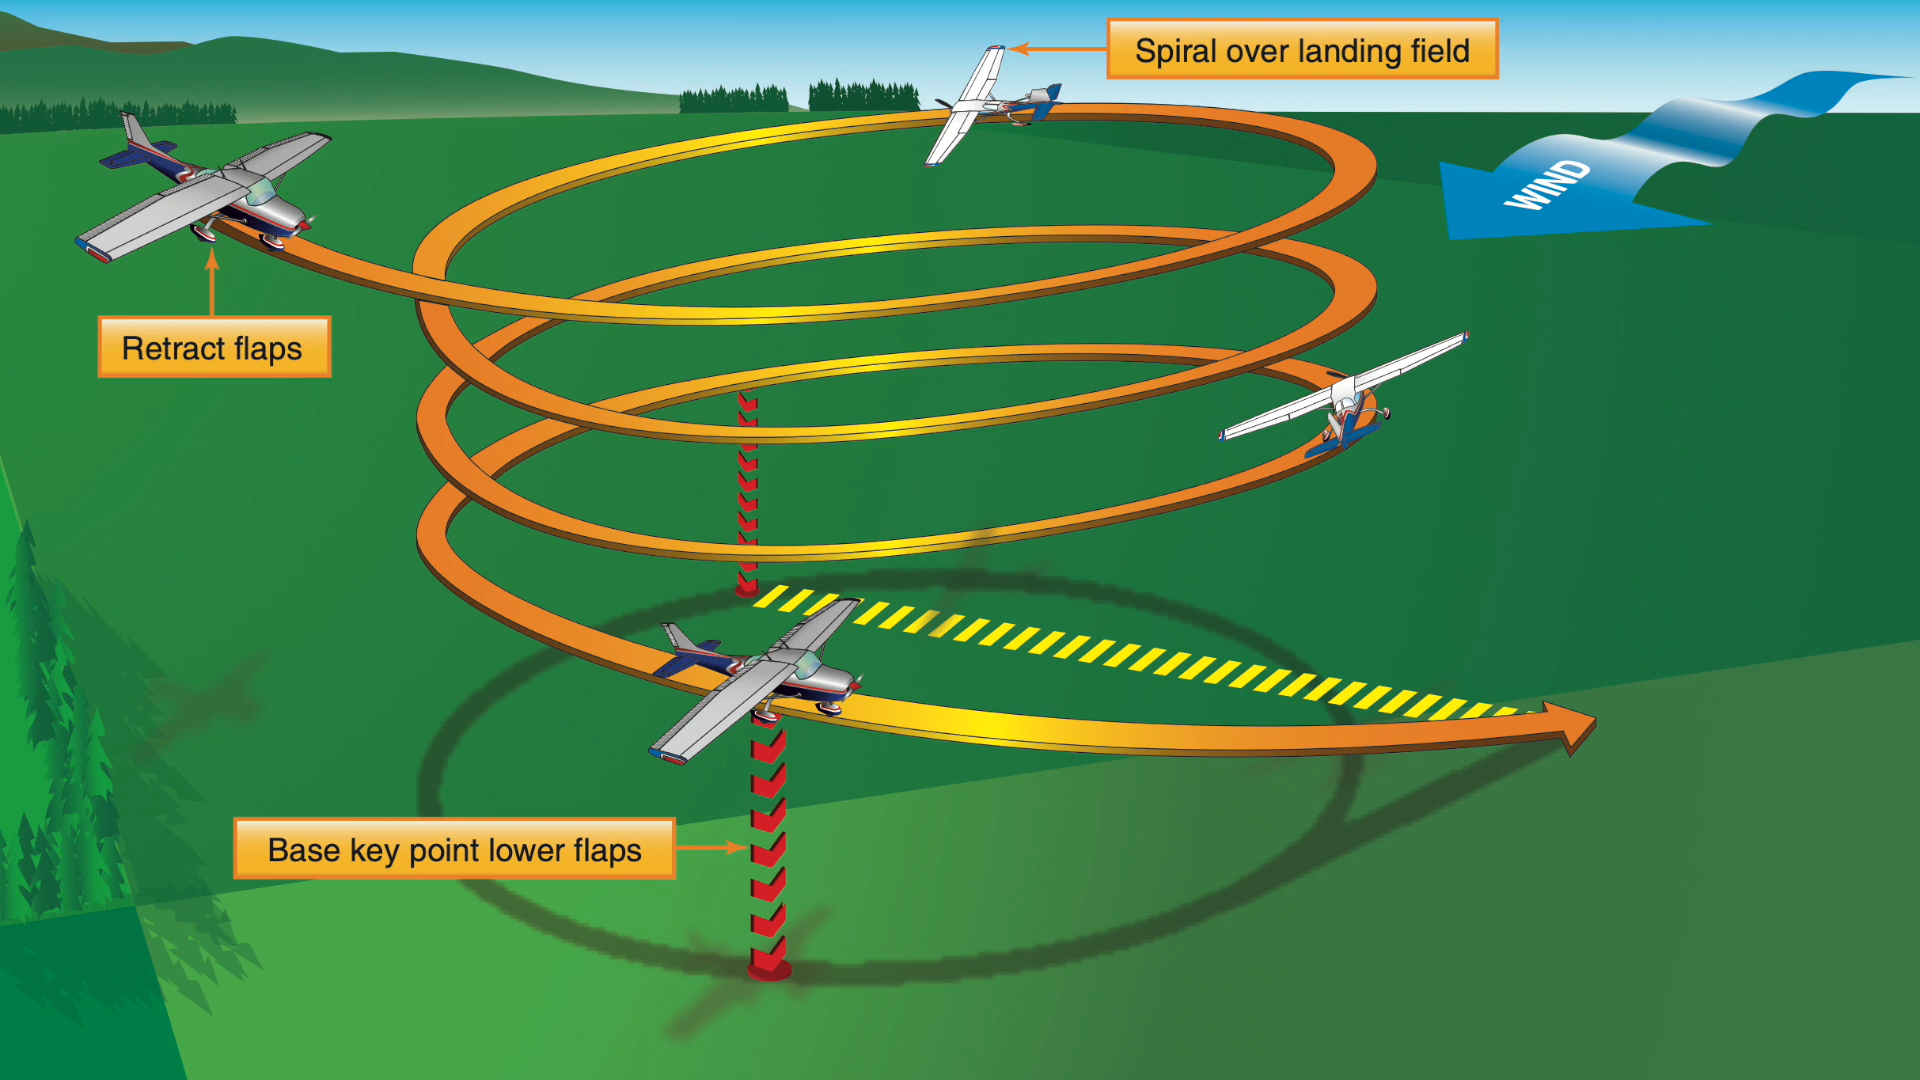 Spiral over landing field
WIND
Retract flaps
Base key point lower flaps